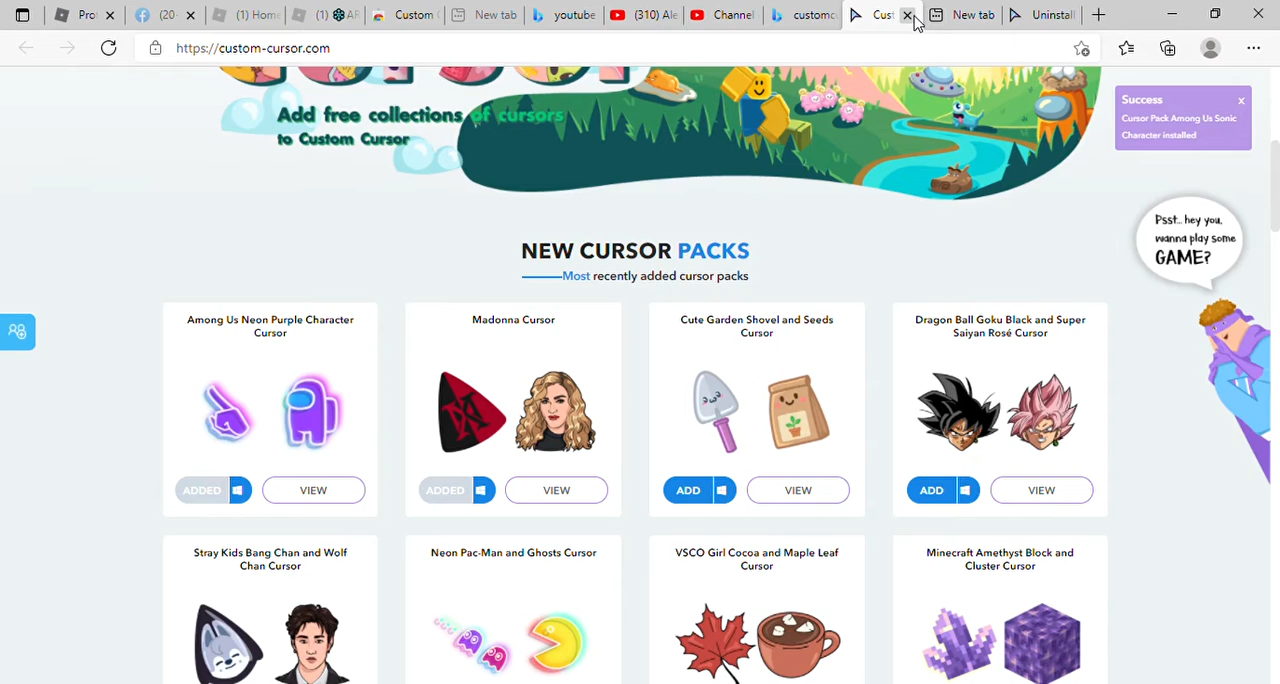 Pro
(20
(1) Home
(1) AR
Custom
New tab
youtube
(310) Ale
Channel
customcu
Cust
New tab
Uninstall
https://custom-cursor.com
Add free collections of cursors
to Custom Cursor
Success x
Cursor Pack Among Us Sonic
Character installed
Psst... hey you,
wanna play some
GAME?
NEW CURSOR PACKS
Most recently added cursor packs
Among Us Neon Purple Character
Cursor
ADDED VIEW
Madonna Cursor
ADDED VIEW
Cute Garden Shovel and Seeds
Cursor
ADD VIEW
Dragon Ball Goku Black and Super
Saiyan Rosé Cursor
ADD VIEW
Stray Kids Bang Chan and Wolf
Chan Cursor
Neon Pac-Man and Ghosts Cursor
VSCO Girl Cocoa and Maple Leaf
Cursor
Minecraft Amethyst Block and
Cluster Cursor